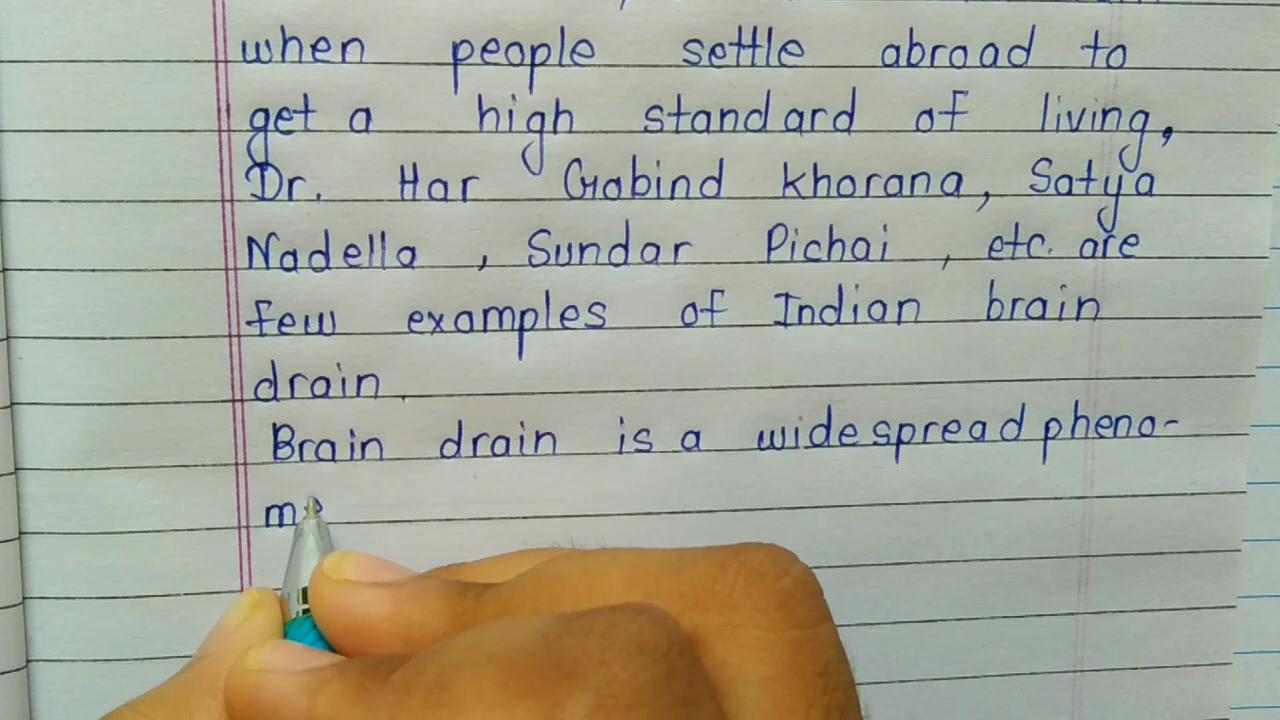 when people settle abroad to
get a high standard of living,
Dr. Har Gobind Khorana, Satya
Nadella, Sundar Pichai, etc. are
few examples of Indian brain
drain.
Brain drain is a widespread pheno-
m